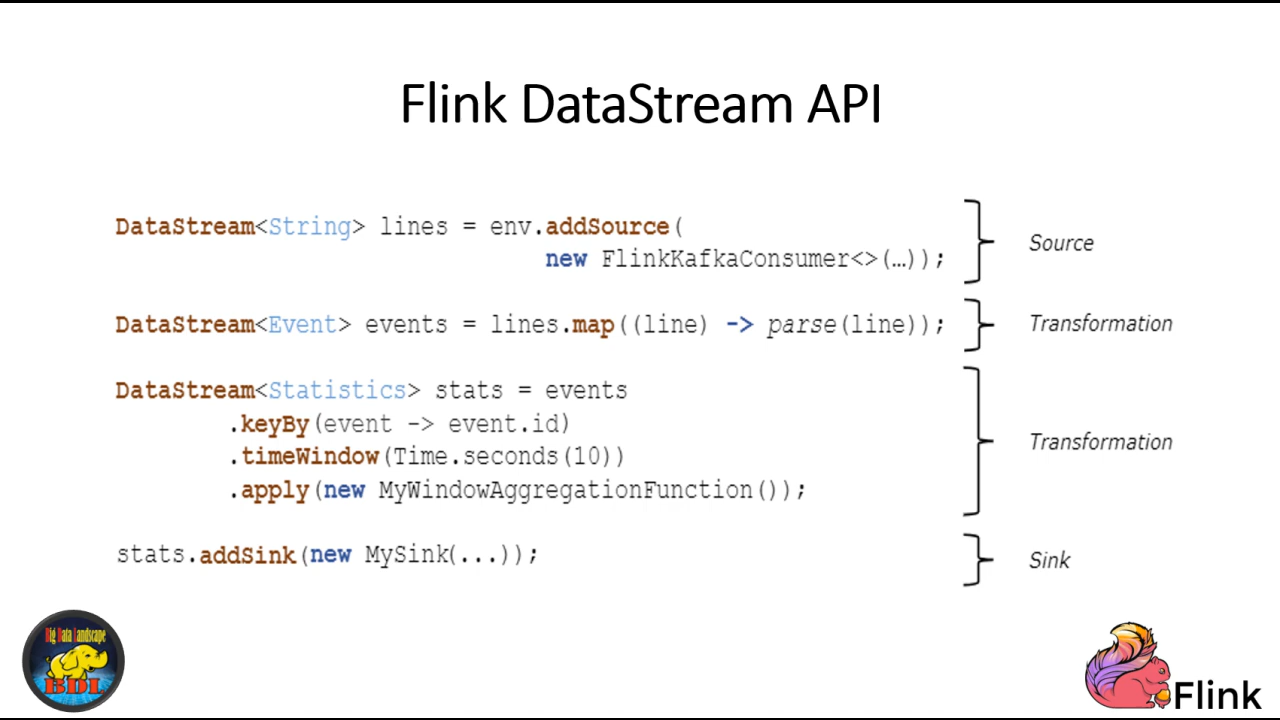 Flink DataStream API
DataStream<String> lines = env.addSource(
new FlinkKafkaConsumer<>(…));
Source
DataStream<Event> events = lines.map((line) -> parse(line));
Transformation
DataStream<Statistics> stats = events
.keyBy(event -> event.id)
.timeWindow(Time.seconds(10))
.apply(new MyWindowAggregationFunction());
Transformation
stats.addSink(new MySink(...));
Sink
Big Data Landscape
BDL
Flink